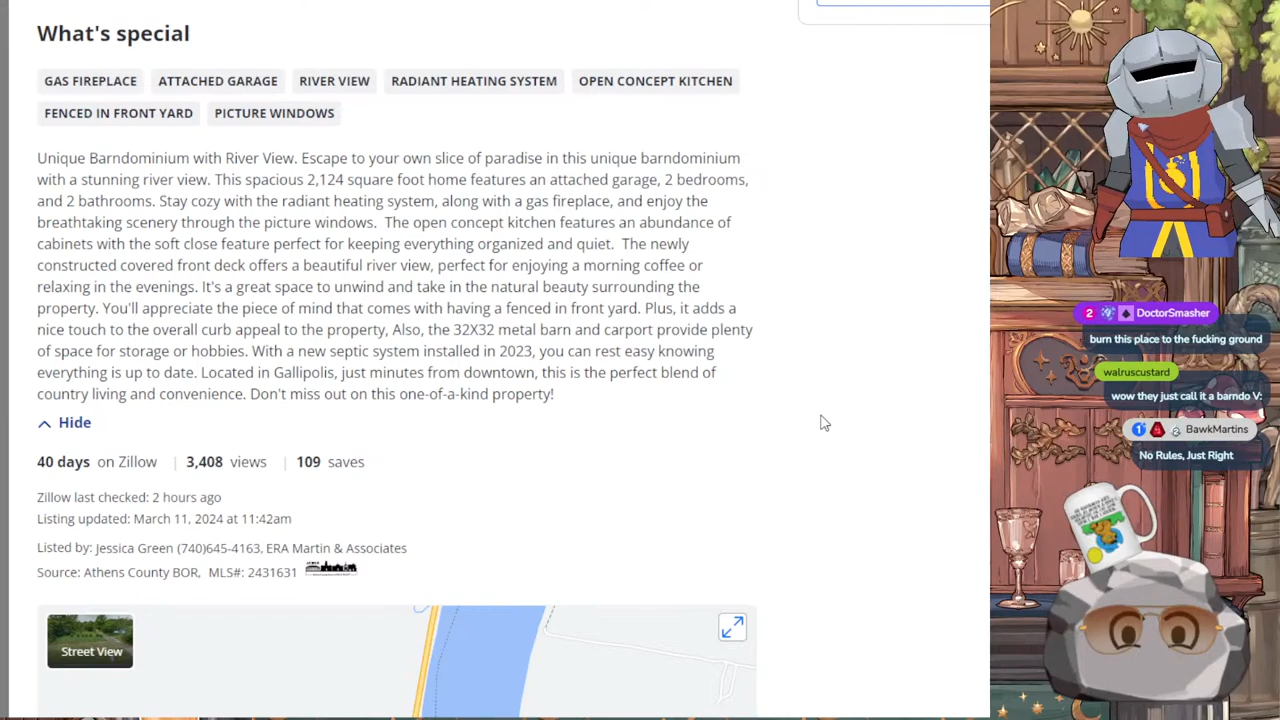 What's special
GAS FIREPLACE ATTACHED GARAGE RIVER VIEW RADIANT HEATING SYSTEM OPEN CONCEPT KITCHEN
FENCED IN FRONT YARD PICTURE WINDOWS
Unique Barndominium with River View. Escape to your own slice of paradise in this unique barndominium
with a stunning river view. This spacious 2,124 square foot home features an attached garage, 2 bedrooms,
and 2 bathrooms. Stay cozy with the radiant heating system, along with a gas fireplace, and enjoy the
breathtaking scenery through the picture windows. The open concept kitchen features an abundance of
cabinets with the soft close feature perfect for keeping everything organized and quiet. The newly
constructed covered front deck offers a beautiful river view, perfect for enjoying a morning coffee or
relaxing in the evenings. It's a great space to unwind and take in the natural beauty surrounding the
property. You'll appreciate the piece of mind that comes with having a fenced in front yard. Plus, it adds a
nice touch to the overall curb appeal to the property, Also, the 32X32 metal barn and carport provide plenty
of space for storage or hobbies. With a new septic system installed in 2023, you can rest easy knowing
everything is up to date. Located in Gallipolis, just minutes from downtown, this is the perfect blend of
country living and convenience. Don't miss out on this one-of-a-kind property!
Hide
40 days on Zillow 3,408 views 109 saves
Zillow last checked: 2 hours ago
Listing updated: March 11, 2024 at 11:42am
Listed by: Jessica Green (740)645-4163, ERA Martin & Associates
Source: Athens County BOR, MLS#: 2431631
Street View
2 DoctorSmasher
burn this place to the fucking ground
walruscustard
wow they just call it a barndo V:
1 2 BawkMartins
No Rules, Just Right